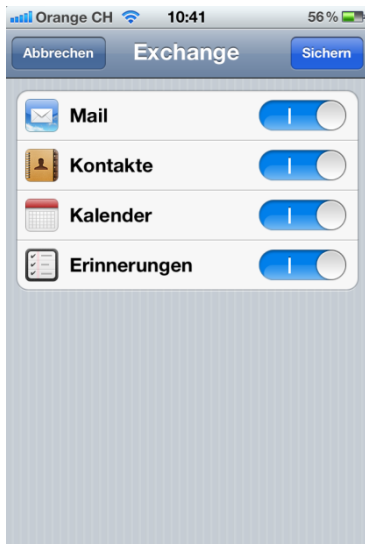 Orange CH 10:41 56%
Abbrechen Exchange Sichern
Mail
Kontakte
Kalender
Erinnerungen